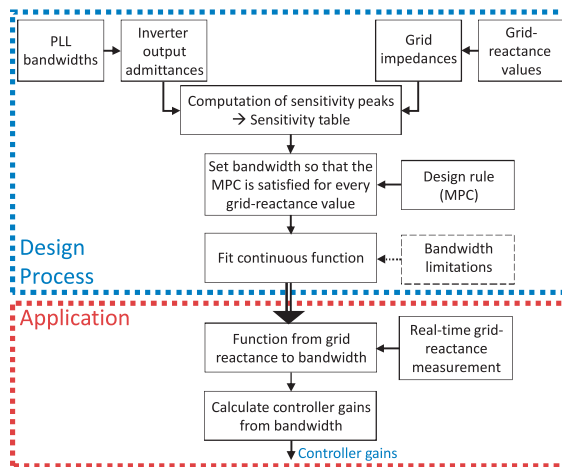 PLL
bandwidths
Inverter
output
admittances
Grid
impedances
Grid-
reactance
values
Computation of sensitivity peaks
→ Sensitivity table
Set bandwidth so that the
MPC is satisfied for every
grid-reactance value
Design rule
(MPC)
Design
Process
Fit continuous function
Bandwidth
limitations
Application
Function from grid
reactance to bandwidth
Real-time grid-
reactance
measurement
Calculate controller gains
from bandwidth
Controller gains